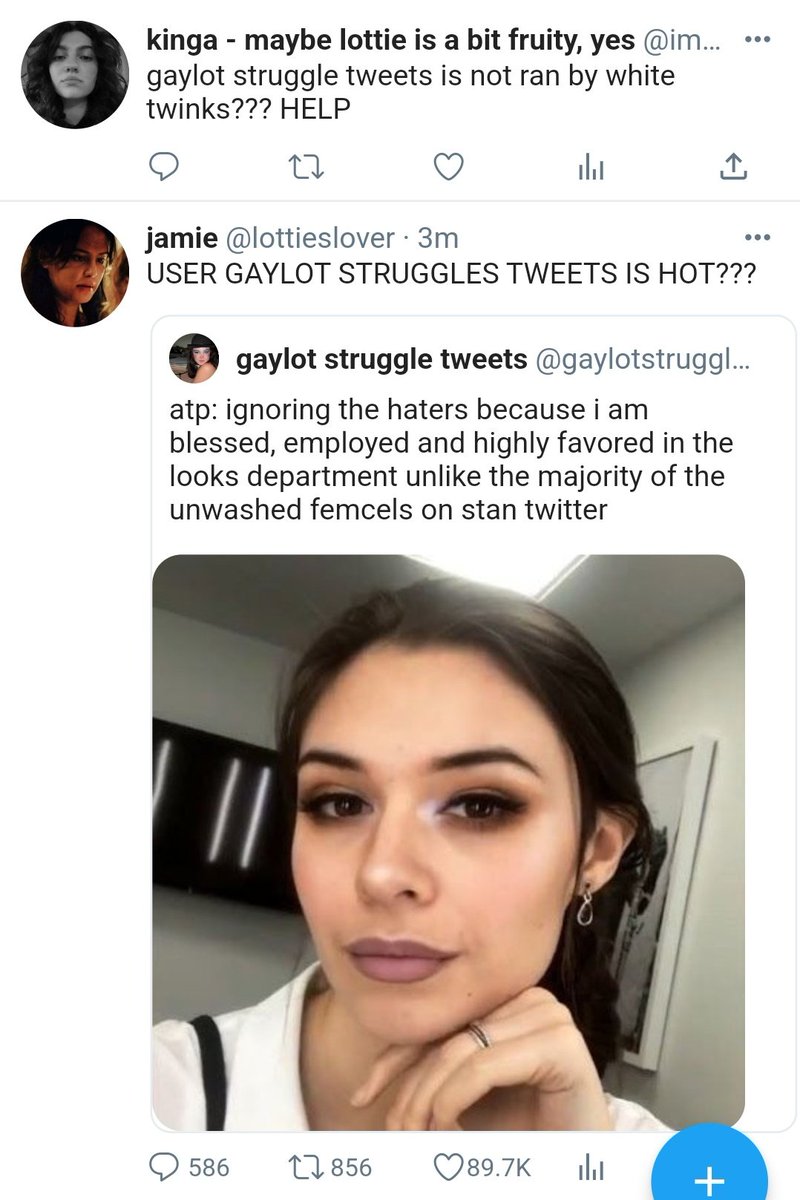 kinga - maybe lottie is a bit fruity, yes @im...
gaylot struggle tweets is not ran by white
twinks??? HELP
jamie @lottieslover · 3m
USER GAYLOT STRUGGLES TWEETS IS HOT???
gaylot struggle tweets @gaylotstruggl...
atp: ignoring the haters because i am
blessed, employed and highly favored in the
looks department unlike the majority of the
unwashed femcels on stan twitter
586 856 89.7K